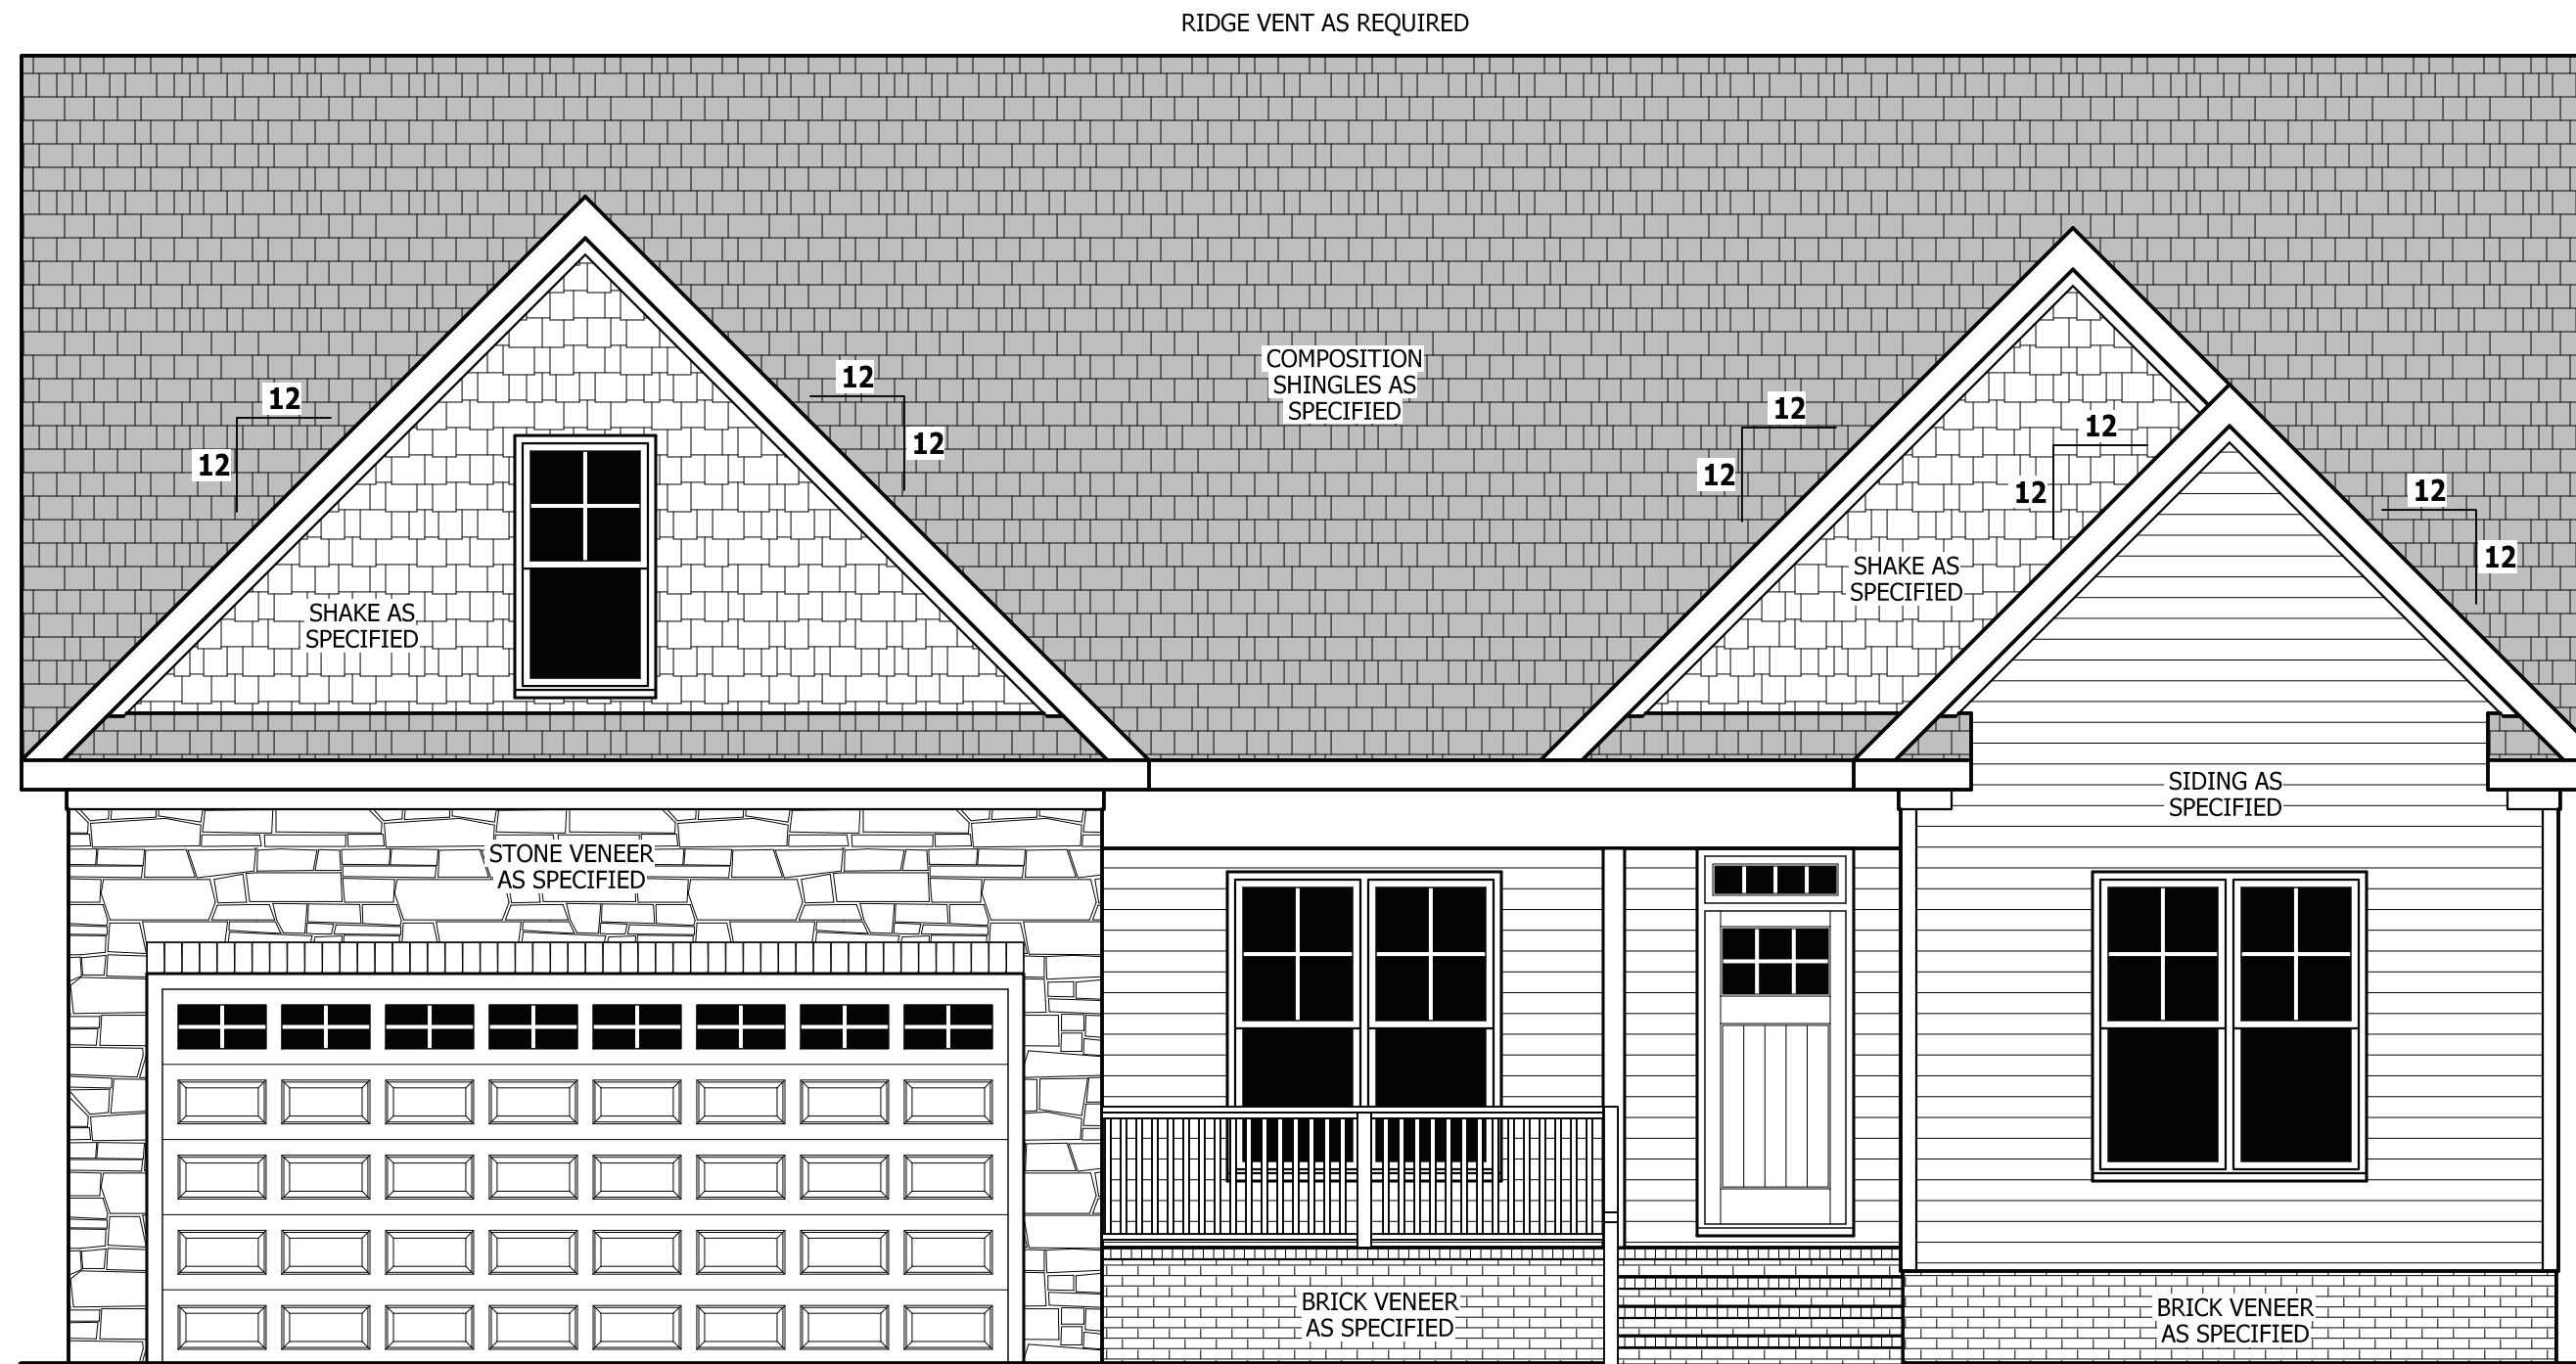 RIDGE VENT AS REQUIRED
12
12
12
12
COMPOSITION
SHINGLES AS
SPECIFIED
12
12
12
12
12
12
SHAKE AS
SPECIFIED
SHAKE AS
SPECIFIED
SIDING AS
SPECIFIED
STONE VENEER
AS SPECIFIED
BRICK VENEER
AS SPECIFIED
BRICK VENEER
AS SPECIFIED